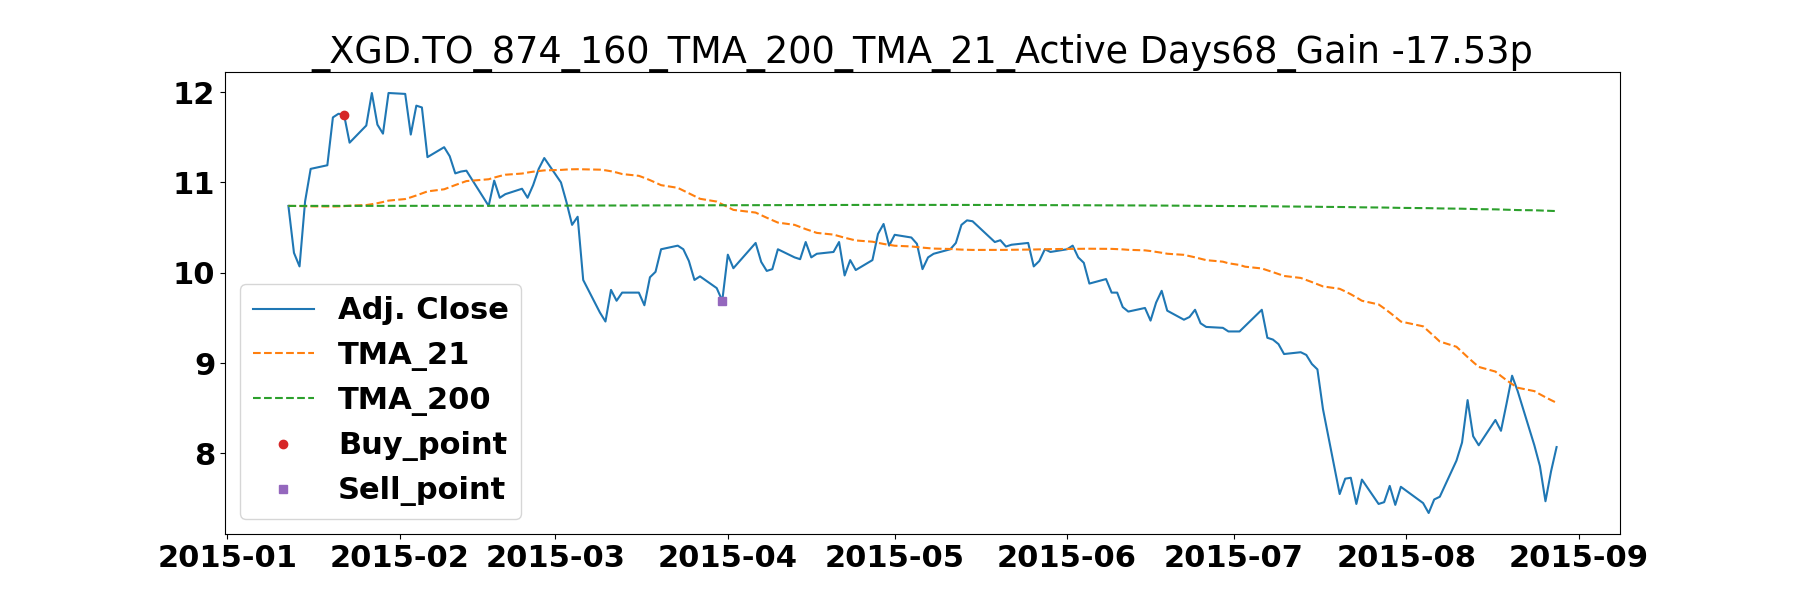 _XGD.TO_874_160_TMA_200_TMA_21_Active Days68_Gain -17.53p
12
11
10
9
8
Adj. Close
TMA_21
TMA_200
Buy_point
Sell_point
2015-01 2015-02 2015-03 2015-04 2015-05 2015-06 2015-07 2015-08 2015-09